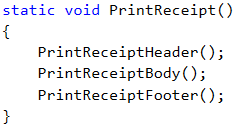 static void PrintReceipt()
{
    PrintReceiptHeader();
    PrintReceiptBody();
    PrintReceiptFooter();
}